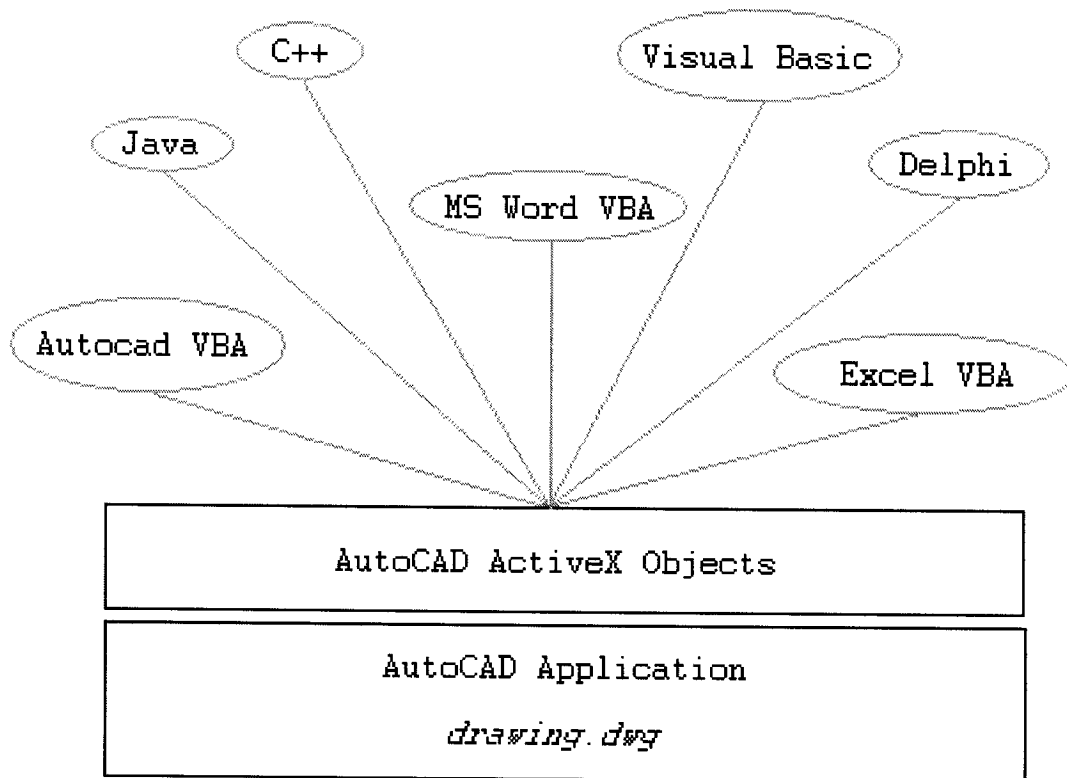 C++
Visual Basic
Java
Delphi
MS Word VBA
Autocad VBA
Excel VBA
AutoCAD ActiveX Objects
AutoCAD Application
drawing.dwg